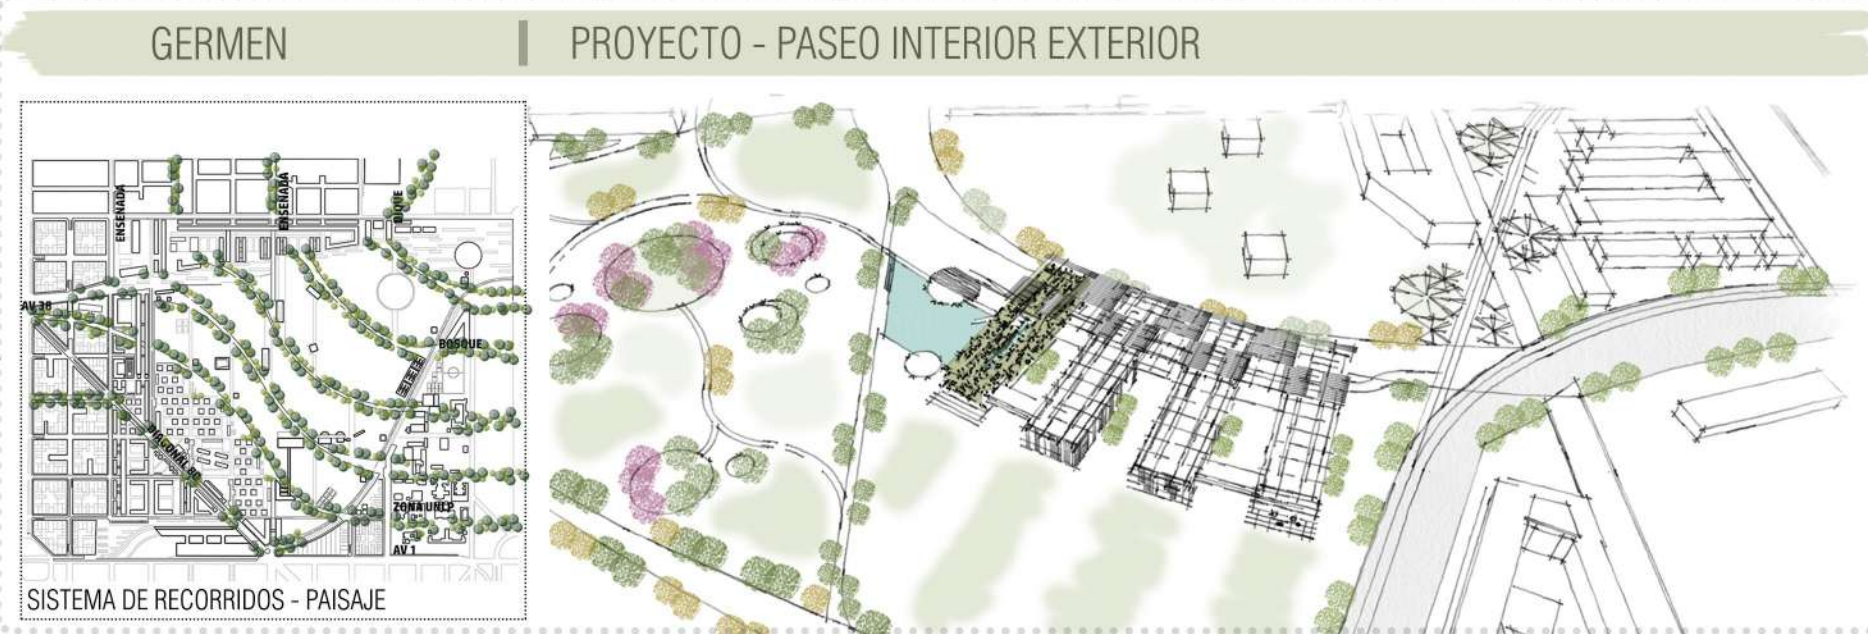 GERMEN
PROYECTO - PASEO INTERIOR EXTERIOR
ENSENADA
ENSENADA
DIQUE
AV 38
BOSQUE
DIAGONAL 80
ZONA UNLP
AV 1
SISTEMA DE RECORRIDOS - PAISAJE